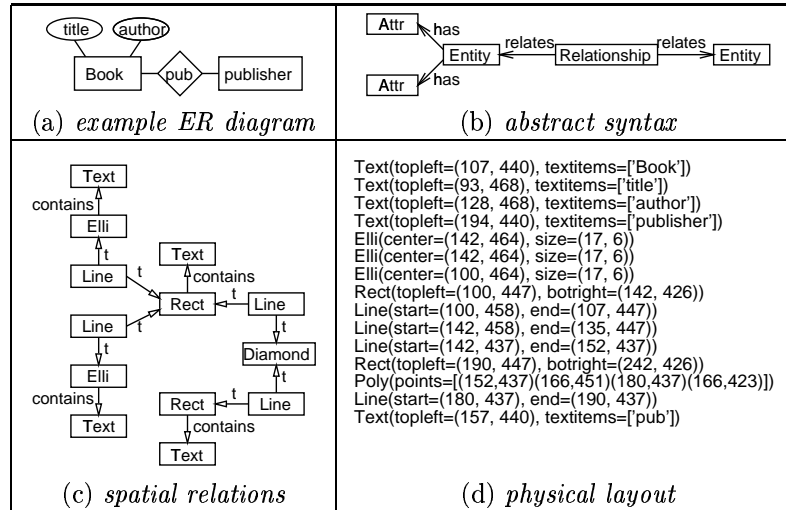 title
author
Book
pub
publisher
(a) example ER diagram
Attr
has
Entity
relates
Relationship
relates
Entity
has
Attr
(b) abstract syntax
Text
contains
Elli
t
Line
t
Text
contains
Rect
t
Line
Line
t
t
t
Diamond
Elli
contains
Text
t
Rect
t
Line
contains
Text
(c) spatial relations
Text(topleft=(107, 440), textitems=['Book'])
Text(topleft=(93, 468), textitems=['title'])
Text(topleft=(128, 468), textitems=['author'])
Text(topleft=(194, 440), textitems=['publisher'])
Elli(center=(142, 464), size=(17, 6))
Elli(center=(142, 464), size=(17, 6))
Elli(center=(100, 464), size=(17, 6))
Rect(topleft=(100, 447), botright=(142, 426))
Line(start=(100, 458), end=(107, 447))
Line(start=(142, 458), end=(135, 447))
Line(start=(142, 437), end=(152, 437))
Rect(topleft=(190, 447), botright=(242, 426))
Poly(points=[(152,437)(166,451)(180,437)(166,423)])
Line(start=(180, 437), end=(190, 437))
Text(topleft=(157, 440), textitems=['pub'])
(d) physical layout